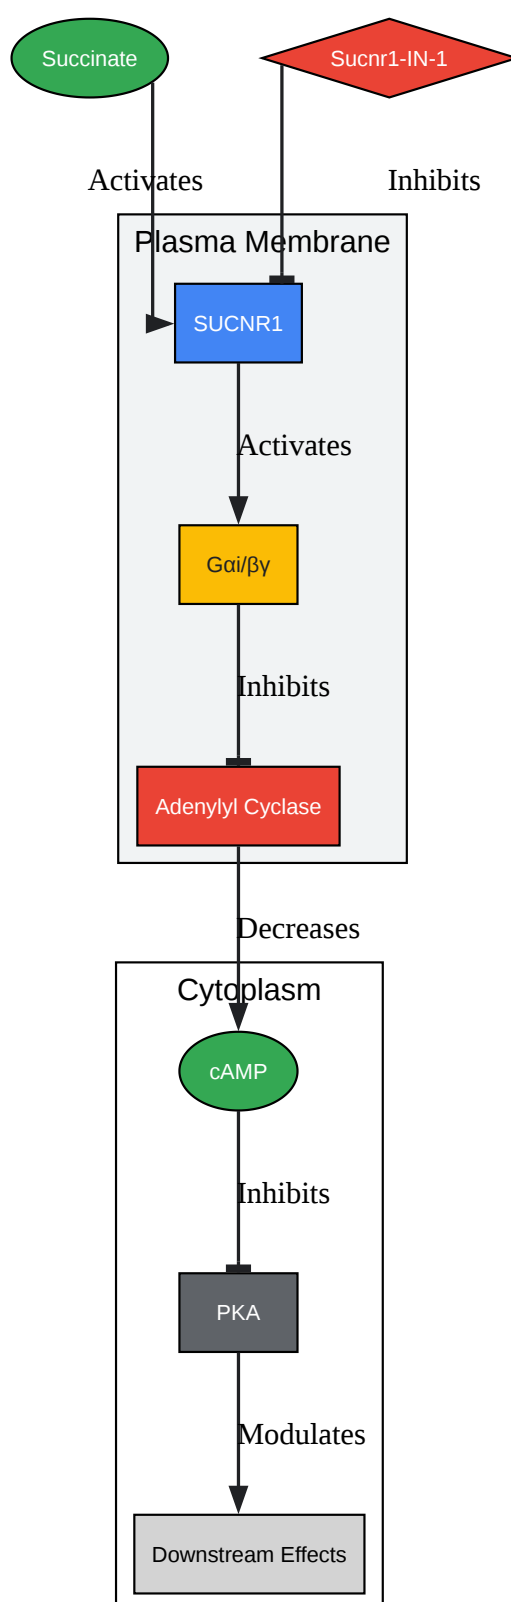 Succinate
Sucnr1-IN-1
Activates
Inhibits
Plasma Membrane
SUCNR1
Activates
Gαi/βγ
Inhibits
Adenylyl Cyclase
Decreases
Cytoplasm
cAMP
Inhibits
PKA
Modulates
Downstream Effects